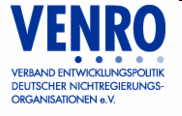 VENRO
VERBAND ENTWICKLUNGSPOLITIK
DEUTSCHER NICHTREGIERUNGS-
ORGANISATIONEN e.V.